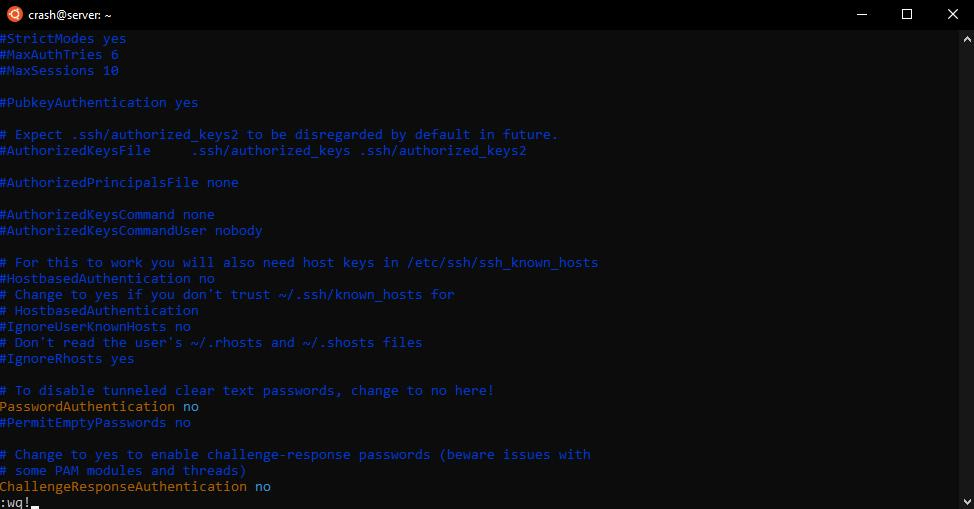 crash@server: ~
#StrictModes yes
#MaxAuthTries 6
#MaxSessions 10
#PubkeyAuthentication yes
# Expect .ssh/authorized_keys2 to be disregarded by default in future.
#AuthorizedKeysFile     .ssh/authorized_keys .ssh/authorized_keys2
#AuthorizedPrincipalsFile none
#AuthorizedKeysCommand none
#AuthorizedKeysCommandUser nobody
# For this to work you will also need host keys in /etc/ssh/ssh_known_hosts
#HostbasedAuthentication no
# Change to yes if you don't trust ~/.ssh/known_hosts for
# HostbasedAuthentication
#IgnoreUserKnownHosts no
# Don't read the user's ~/.rhosts and ~/.shosts files
#IgnoreRhosts yes
# To disable tunneled clear text passwords, change to no here!
PasswordAuthentication no
#PermitEmptyPasswords no
# Change to yes to enable challenge-response passwords (beware issues with
# some PAM modules and threads)
ChallengeResponseAuthentication no
:wq!